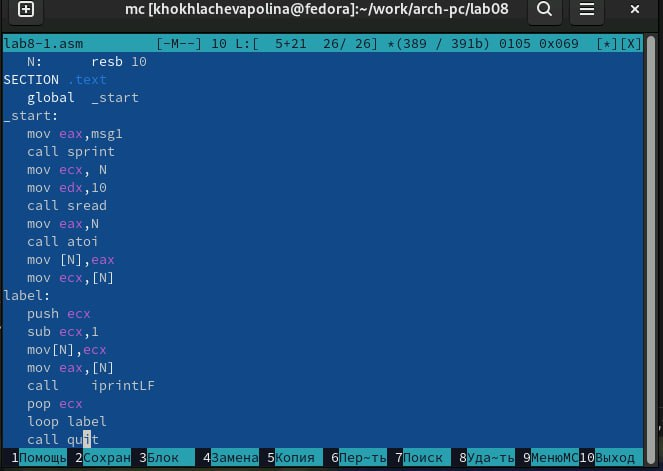 mc [khokhlachevapolina@fedora]:~/work/arch-pc/lab08
lab8-1.asm [-M--] 10 L:[ 5+21 26/ 26] *(389 / 391b) 0105 0x069 [*][X]
N: resb 10
SECTION .text
global _start
_start:
mov eax,msg1
call sprint
mov ecx, N
mov edx,10
call sread
mov eax,N
call atoi
mov [N],eax
mov ecx,[N]
label:
push ecx
sub ecx,1
mov[N],ecx
mov eax,[N]
call iprintLF
pop ecx
loop label
call quit
1Помощь 2Сохран 3Блок 4Замена 5Копия 6Пер~ть 7Поиск 8Уда~ть 9МенюMC 10Выход